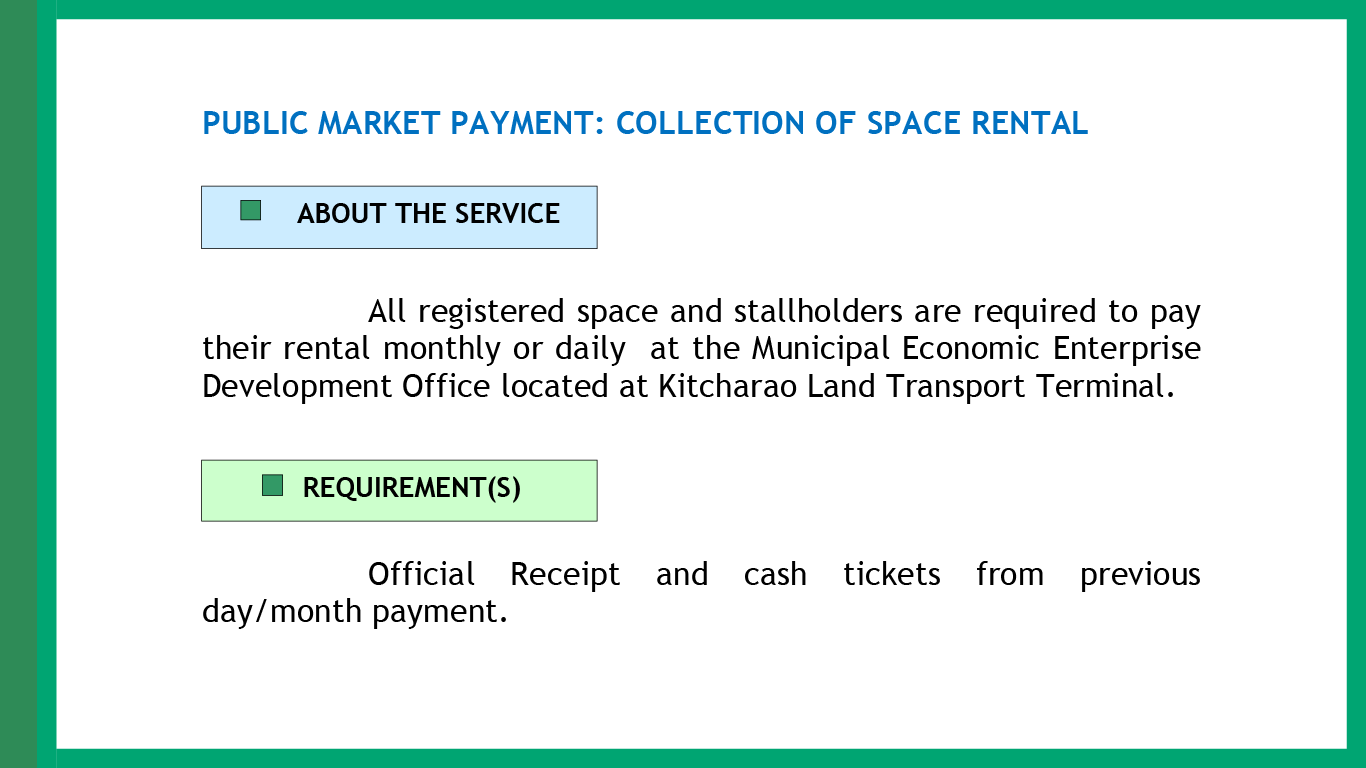 PUBLIC MARKET PAYMENT: COLLECTION OF SPACE RENTAL
ABOUT THE SERVICE
All registered space and stallholders are required to pay
their rental monthly or daily at the Municipal Economic Enterprise
Development Office located at Kitcharao Land Transport Terminal.
REQUIREMENT(S)
Official Receipt and cash tickets from previous
day/month payment.